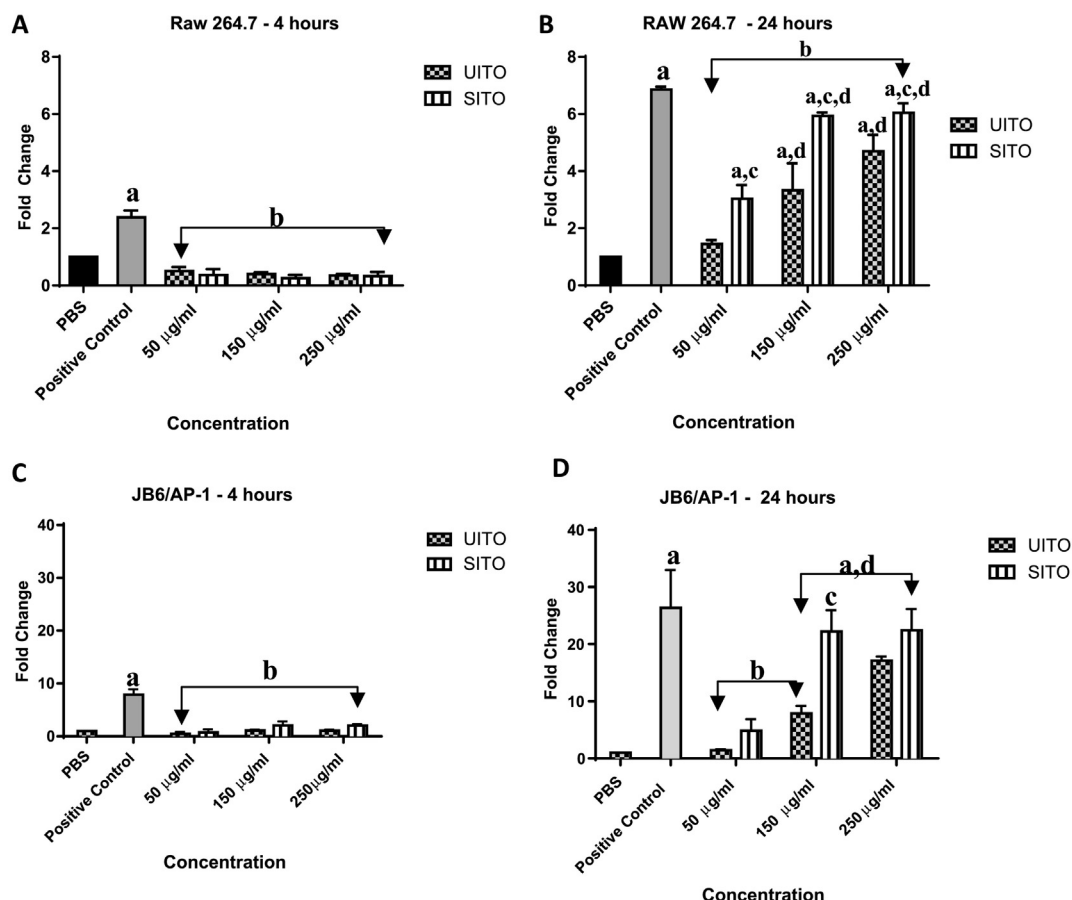 A
Raw 264.7 - 4 hours
8
6
4
2
0
Fold Change
UITO
SITO
a
b
PBS
Positive Control
50 μg/ml
150 μg/ml
250 μg/ml
Concentration
B
RAW 264.7 - 24 hours
8
6
4
2
0
Fold Change
UITO
SITO
b
a
a,c
a,d
a,c,d
a,d
a,c,d
PBS
Positive Control
50 μg/ml
150 μg/ml
250 μg/ml
Concentration
C
JB6/AP-1 - 4 hours
40
30
20
10
0
Fold Change
UITO
SITO
a
b
PBS
Positive Control
50 μg/ml
150 μg/ml
250μg/ml
Concentration
D
JB6/AP-1 - 24 hours
40
30
20
10
0
Fold Change
UITO
SITO
a
a,d
c
b
PBS
Positive Control
50 μg/ml
150 μg/ml
250 μg/ml
Concentration